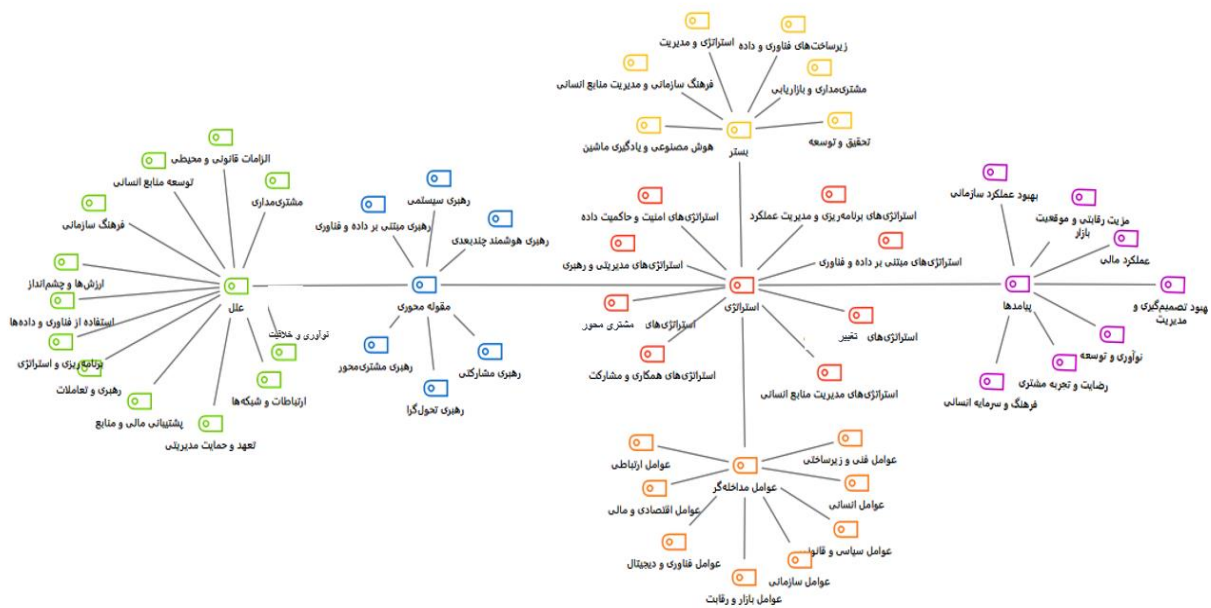 استراتژی و مدیریت
زیرساخت‌های فناوری و داده
فرهنگ سازمانی و مدیریت منابع انسانی
مشتری‌مداری و بازاریابی
هوش مصنوعی و یادگیری ماشین
تحقیق و توسعه
بستر
الزامات قانونی و محیطی
توسعه منابع انسانی
مشتری‌مداری
فرهنگ سازمانی
ارزش‌ها و چشم‌انداز
استفاده از فناوری و داده‌ها
برنامه‌ریزی و استراتژی
رهبری و تعاملات
پشتیبانی مالی و منابع
تعهد و حمایت مدیریتی
ارتباطات و شبکه‌ها
نوآوری و خلاقیت
علل
رهبری سیستمی
رهبری مبتنی بر داده و فناوری
رهبری هوشمند چندبعدی
مقوله محوری
رهبری مشتری‌محور
رهبری مشارکتی
رهبری تحول‌گرا
استراتژی‌های امنیت و حاکمیت داده
استراتژی‌های برنامه‌ریزی و مدیریت عملکرد
استراتژی‌های مدیریتی و رهبری
استراتژی‌های مبتنی بر داده و فناوری
استراتژی
استراتژی‌های مشتری محور
استراتژی‌های تغییر
استراتژی‌های همکاری و مشارکت
استراتژی‌های مدیریت منابع انسانی
بهبود عملکرد سازمانی
مزیت رقابتی و موقعیت
بازار
عملکرد مالی
بهبود تصمیم‌گیری و
مدیریت
پیامدها
نوآوری و توسعه
رضایت و تجربه مشتری
فرهنگ و سرمایه انسانی
عوامل ارتباطی
عوامل فنی و زیرساختی
عوامل مداخله‌گر
عوامل اقتصادی و مالی
عوامل انسانی
عوامل فناوری و دیجیتال
عوامل سیاسی و قانونی
عوامل سازمانی
عوامل بازار و رقابت